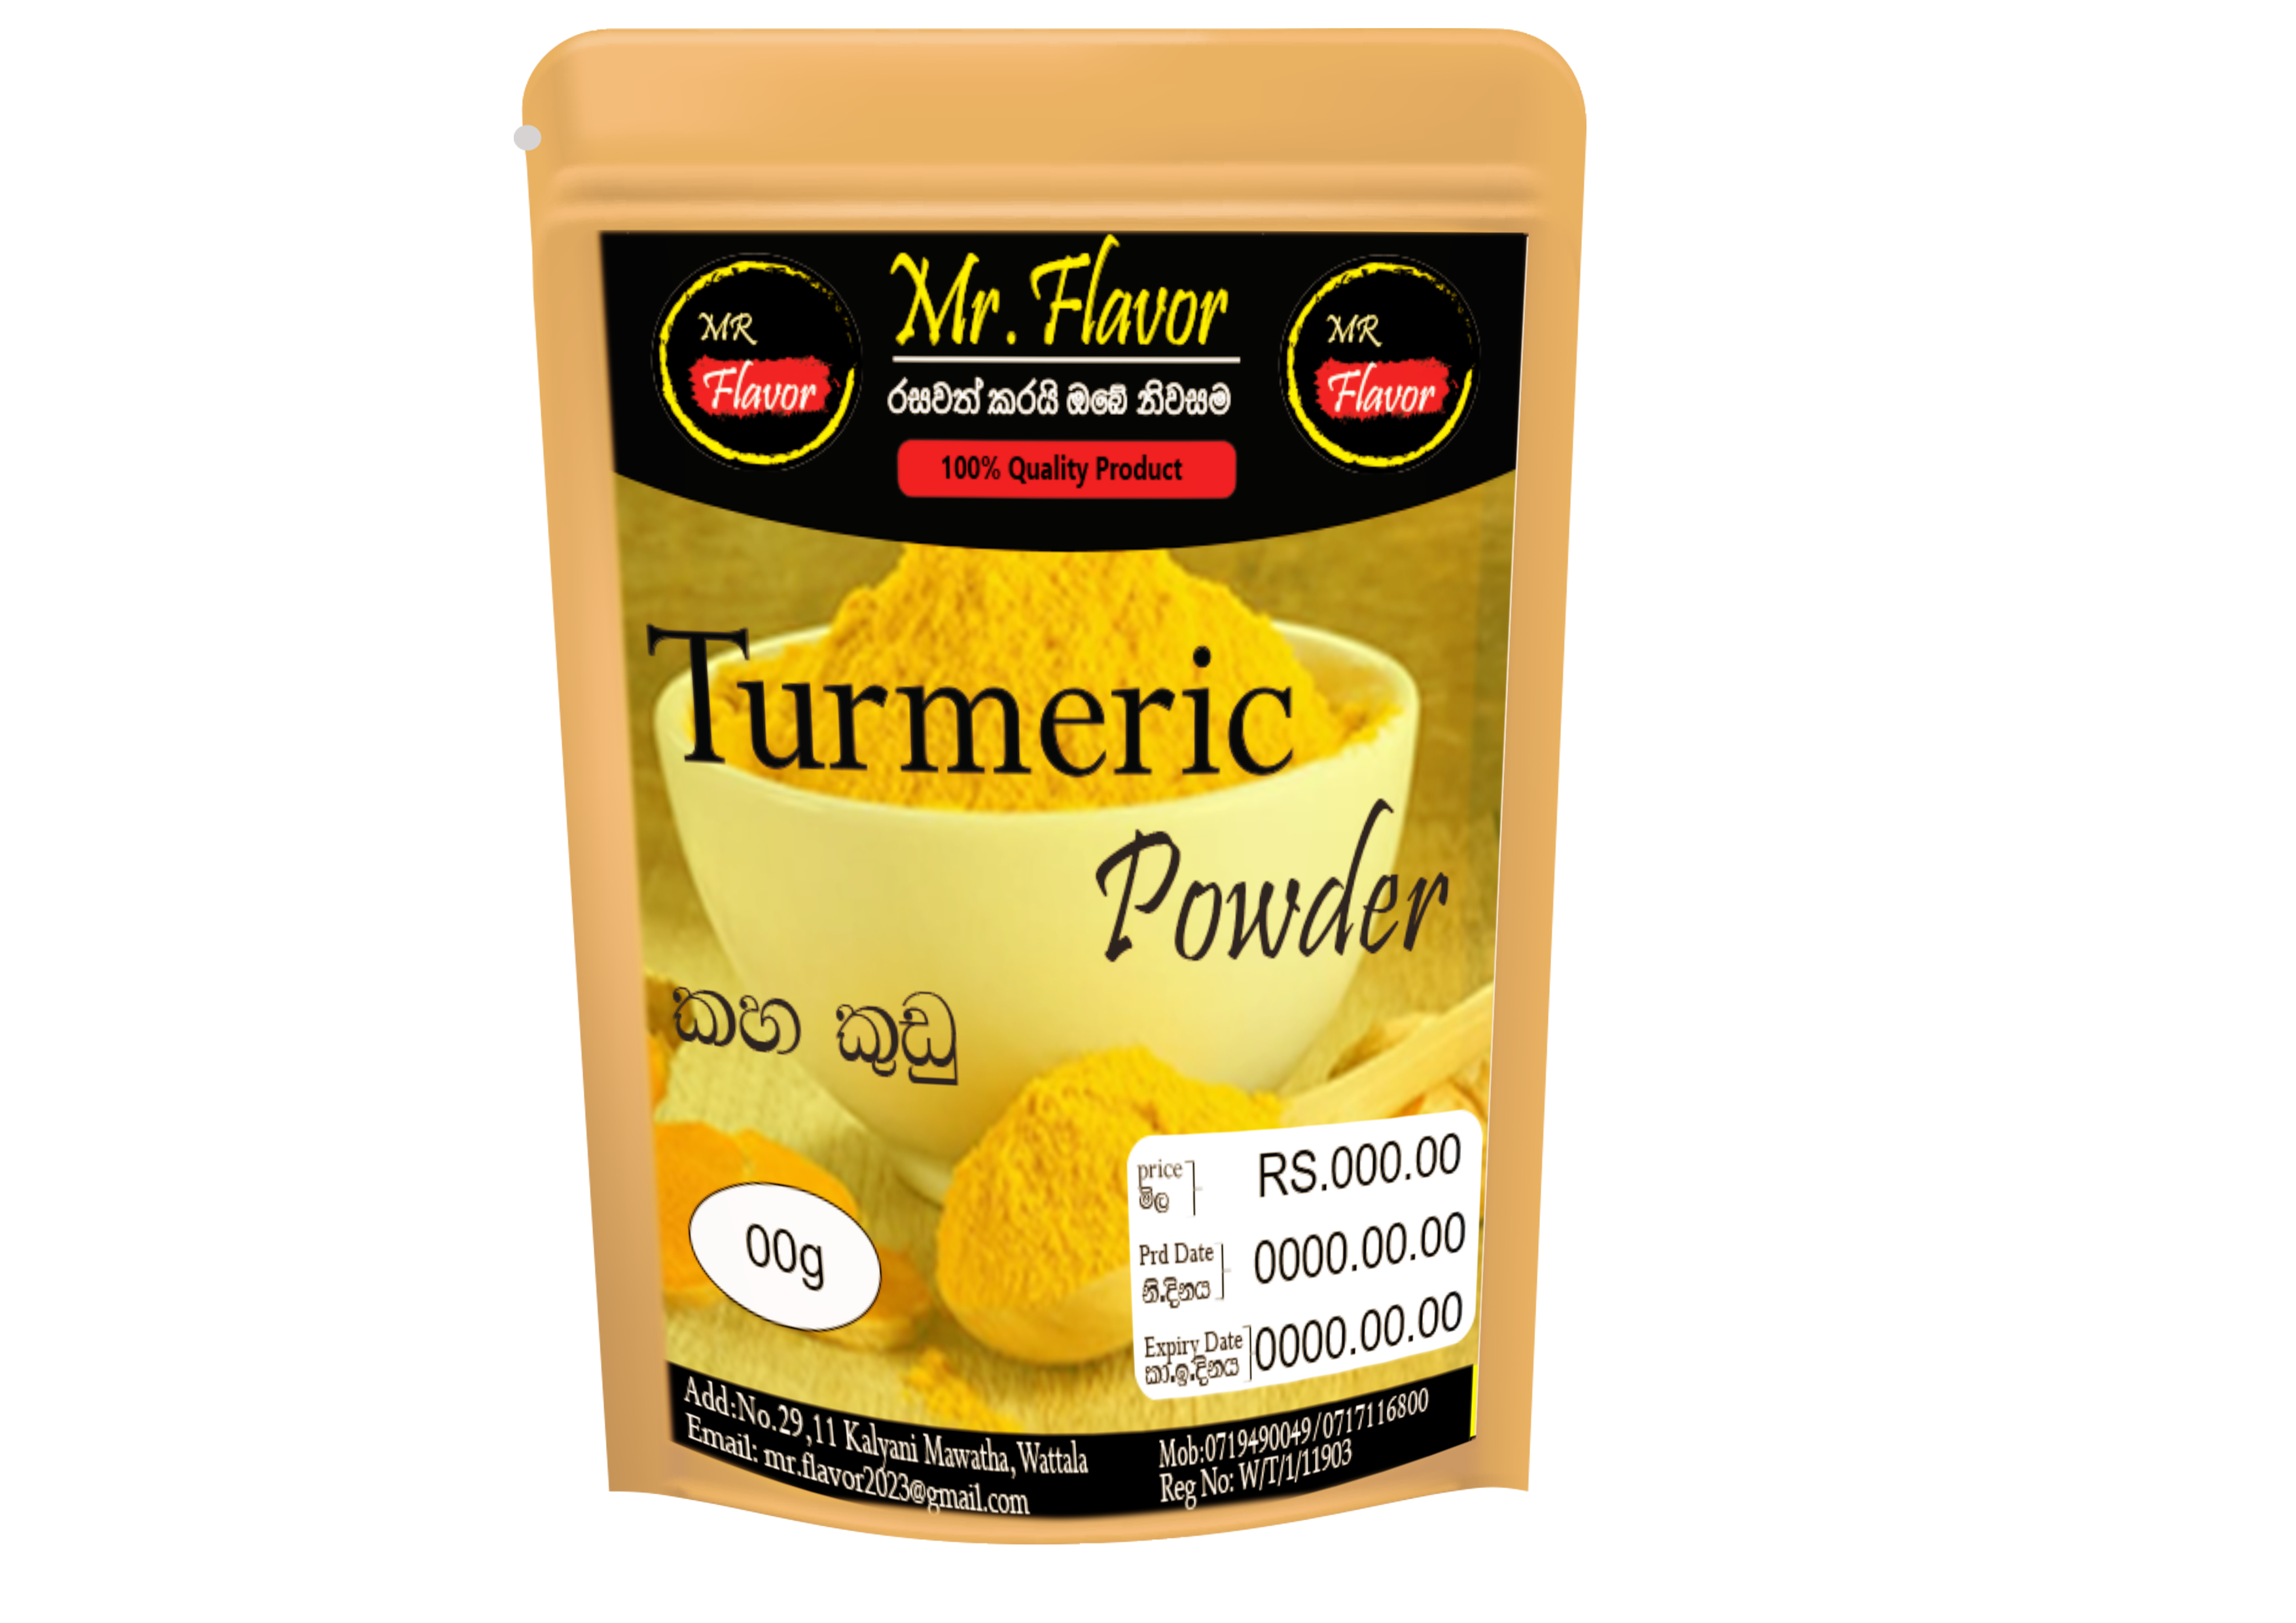 MR
Flavor
Mr. Flavor
රසවත් කරයි ඔබේ නිවසම
100% Quality Product
MR
Flavor
Turmeric
Powder
කහ කුඩු
00g
price
මිල
RS.000.00
Prd Date
නි.දිනය
0000.00.00
Expiry Date
කා.ඉ.දිනය
0000.00.00
Add:No.29,11 Kalyani Mawatha, Wattala
Email: mr.flavor2023@gmail.com
Mob:0719490049/0717116800
Reg No: W/T/1/11903